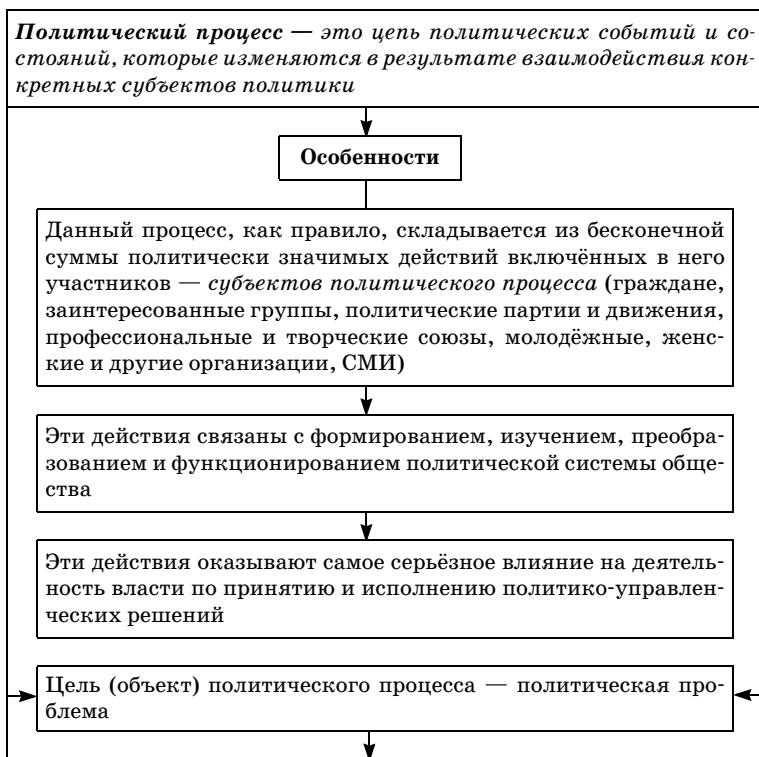 Политический процесс — это цепь политических событий и со-
стояний, которые изменяются в результате взаимодействия кон-
кретных субъектов политики
Особенности
Данный процесс, как правило, складывается из бесконечной
суммы политически значимых действий включённых в него
участников — субъектов политического процесса (граждане,
заинтересованные группы, политические партии и движения,
профессиональные и творческие союзы, молодёжные, жен-
ские и другие организации, СМИ)
Эти действия связаны с формированием, изучением, преобра-
зованием и функционированием политической системы обще-
ства
Эти действия оказывают самое серьёзное влияние на деятель-
ность власти по принятию и исполнению политико-управлен-
ческих решений
Цель (объект) политического процесса — политическая про-
блема